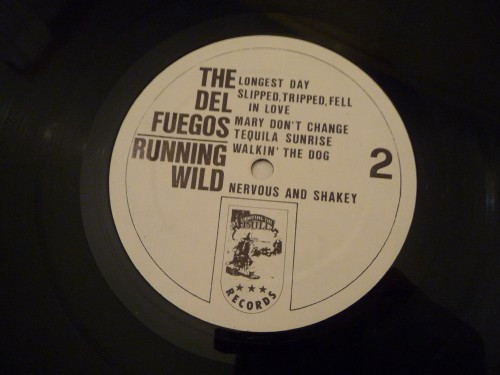 THE
DEL
FUEGOS
RUNNING
WILD
LONGEST DAY
SLIPPED, TRIPPED, FELL
IN LOVE
MARY DON'T CHANGE
TEQUILA SUNRISE
WALKIN' THE DOG
NERVOUS AND SHAKEY
2
RECORDS